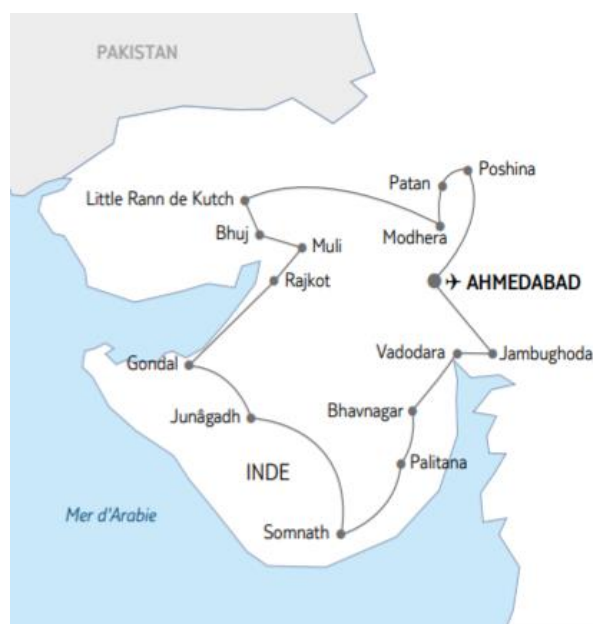 PAKISTAN
Poshina
Patan
Little Rann de Kutch
Modhera
Bhuj
Muli
Rajkot
AHMEDABAD
Vadodara
Jambughoda
Gondal
Bhavnagar
Junâgadh
Palitana
INDE
Mer d'Arabie
Somnath